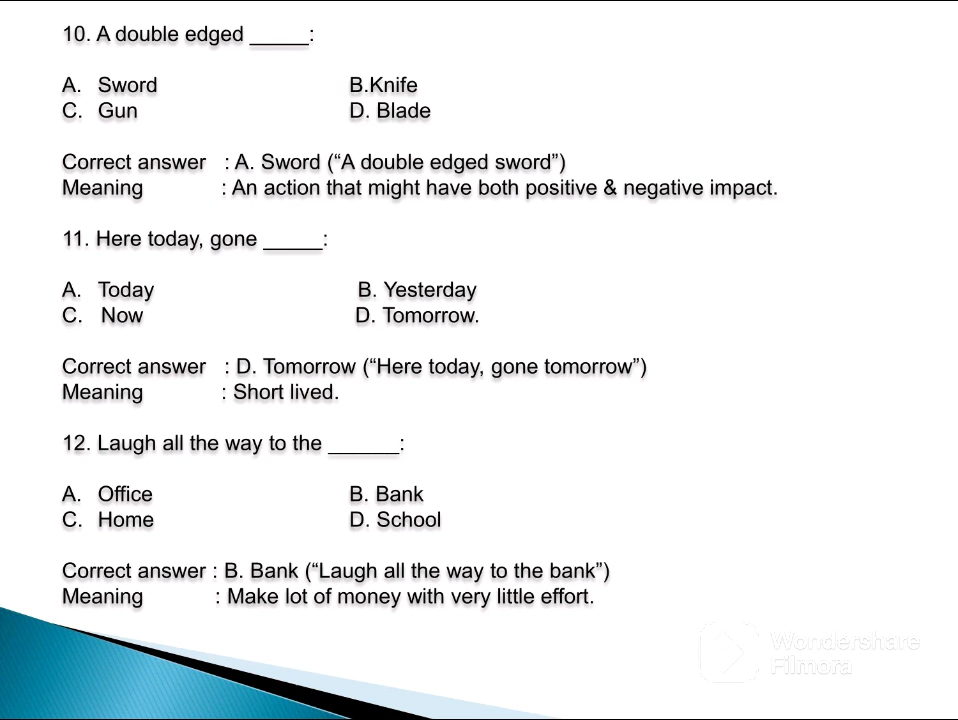 10. A double edged _____:
A. Sword B.Knife
C. Gun D. Blade
Correct answer : A. Sword (“A double edged sword”)
Meaning : An action that might have both positive & negative impact.
11. Here today, gone _____:
A. Today B. Yesterday
C. Now D. Tomorrow.
Correct answer : D. Tomorrow (“Here today, gone tomorrow”)
Meaning : Short lived.
12. Laugh all the way to the ______:
A. Office B. Bank
C. Home D. School
Correct answer : B. Bank (“Laugh all the way to the bank”)
Meaning : Make lot of money with very little effort.
Wondershare
Filmora